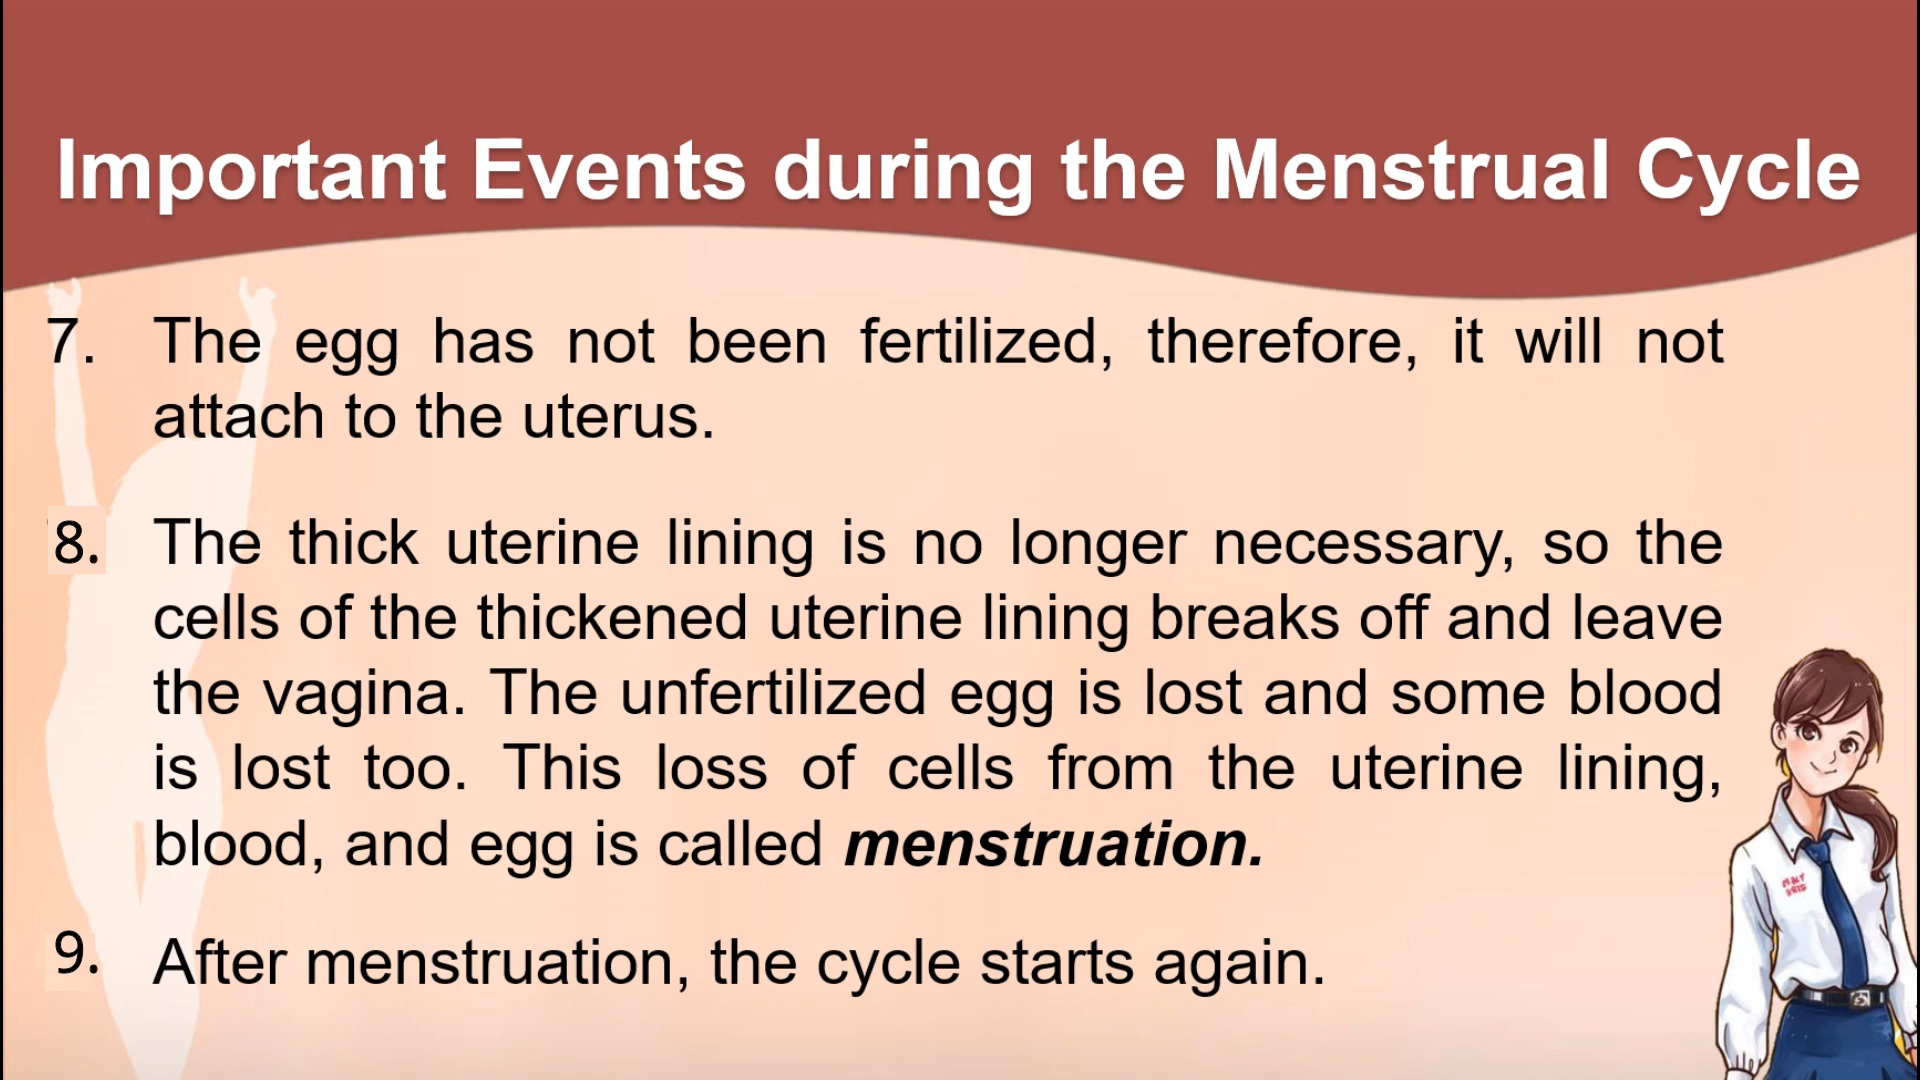 Important Events during the Menstrual Cycle
7. The egg has not been fertilized, therefore, it will not
attach to the uterus.
8. The thick uterine lining is no longer necessary, so the
cells of the thickened uterine lining breaks off and leave
the vagina. The unfertilized egg is lost and some blood
is lost too. This loss of cells from the uterine lining,
blood, and egg is called menstruation.
9. After menstruation, the cycle starts again.